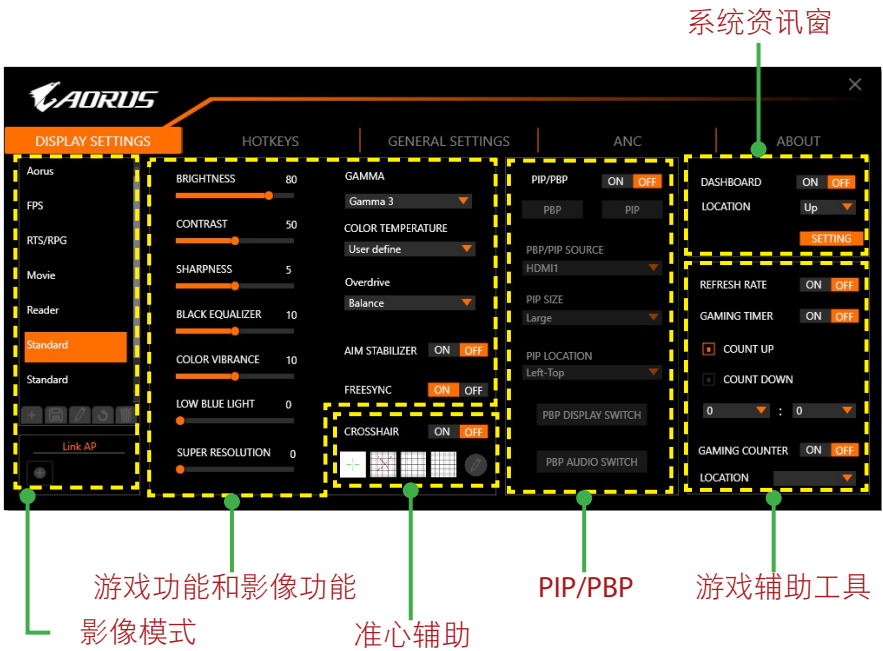 系统资讯窗
AORUS
DISPLAY SETTINGS
HOTKEYS
GENERAL SETTINGS
ANC
ABOUT
Aorus
FPS
RTS/RPG
Movie
Reader
Standard
Standard
Link AP
BRIGHTNESS 80
CONTRAST 50
SHARPNESS 5
BLACK EQUALIZER 10
COLOR VIBRANCE 10
LOW BLUE LIGHT 0
SUPER RESOLUTION 0
GAMMA
Gamma 3
COLOR TEMPERATURE
User define
Overdrive
Balance
AIM STABILIZER ON OFF
FREESYNC ON OFF
CROSSHAIR ON OFF
PIP/PBP ON OFF
PBP PIP
PBP/PIP SOURCE
HDMI1
PIP SIZE
Large
PIP LOCATION
Left-Top
PBP DISPLAY SWITCH
PBP AUDIO SWITCH
DASHBOARD ON OFF
LOCATION Up
SETTING
REFRESH RATE ON OFF
GAMING TIMER ON OFF
COUNT UP
COUNT DOWN
0 : 0
GAMING COUNTER ON OFF
LOCATION
游戏功能和影像功能
PIP/PBP
游戏辅助工具
影像模式
准心辅助